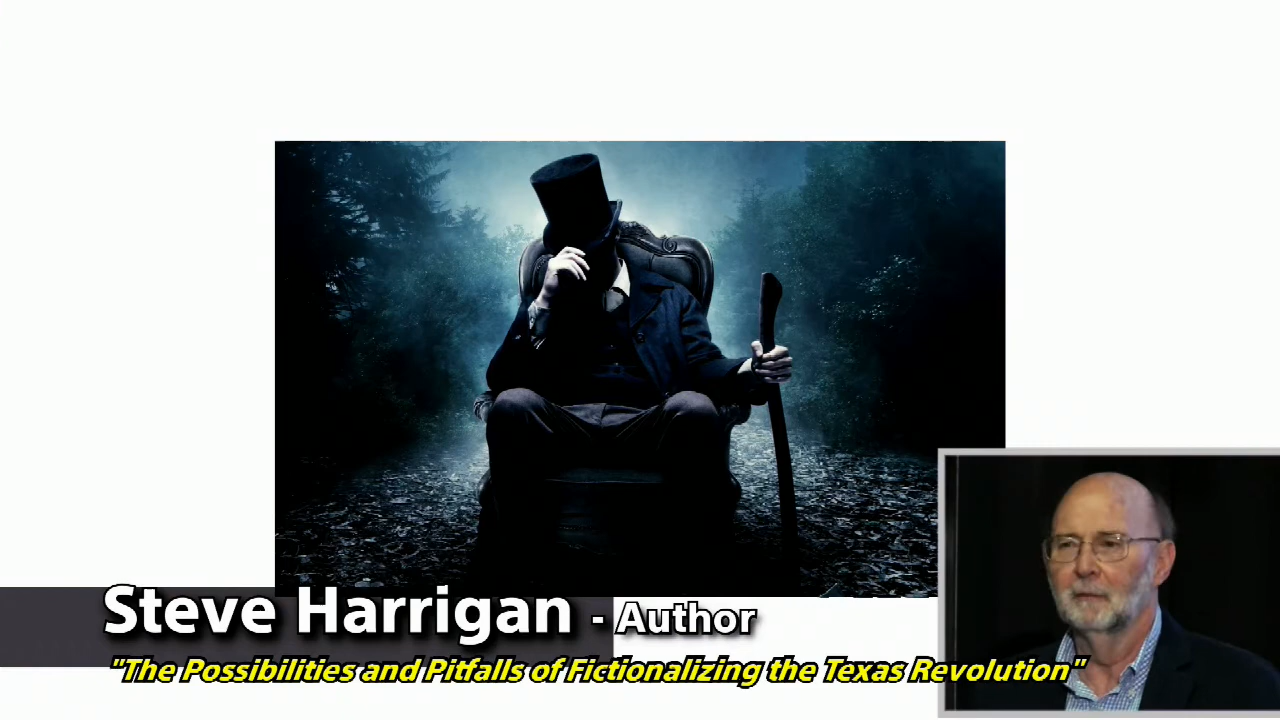 Steve Harrigan - Author
"The Possibilities and Pitfalls of Fictionalizing the Texas Revolution"